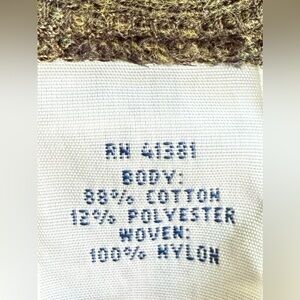 RN 41381
BODY:
88% COTTON
12% POLYESTER
WOVEN:
100% NYLON